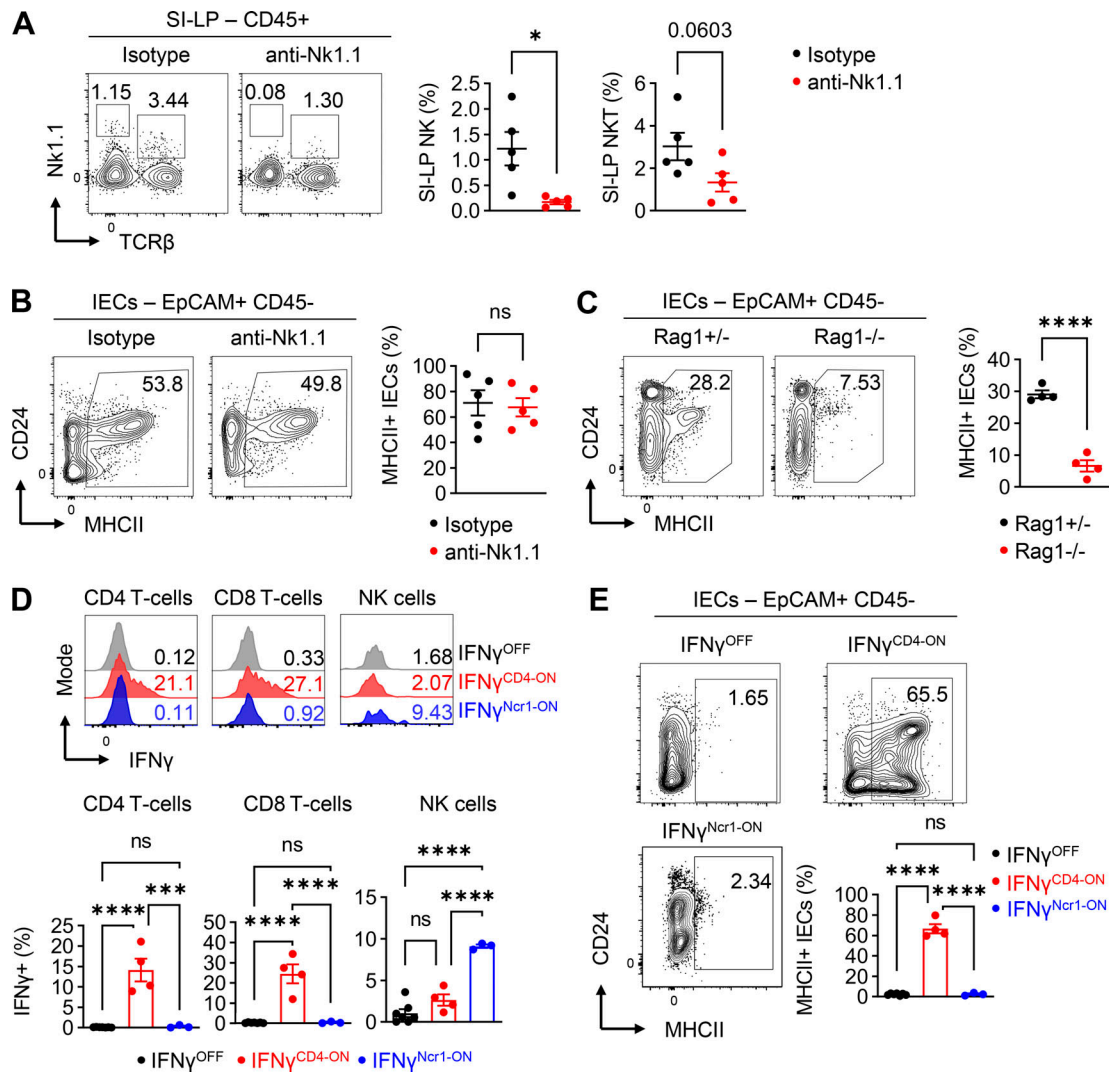 A
SI-LP – CD45+
Isotype
anti-Nk1.1
1.15
3.44
0.08
1.30
Nk1.1
0
0
TCRβ
SI-LP NK (%)
2.5
2.0
1.5
1.0
0.5
0.0
*
SI-LP NKT (%)
6
4
2
0
0.0603
Isotype
anti-Nk1.1
B
IECs – EpCAM+ CD45-
Isotype
anti-Nk1.1
53.8
49.8
CD24
0
0
MHCII
MHCII+ IECs (%)
100
80
60
40
20
0
ns
Isotype
anti-Nk1.1
C
IECs – EpCAM+ CD45-
Rag1+/-
Rag1-/-
28.2
7.53
CD24
0
0
MHCII
MHCII+ IECs (%)
40
30
20
10
0
****
Rag1+/-
Rag1-/-
D
CD4 T-cells
CD8 T-cells
NK cells
Mode
0.12
0.33
1.68
IFNγOFF
21.1
27.1
2.07
IFNγCD4-ON
0.11
0.92
9.43
IFNγNcr1-ON
0
IFNγ
CD4 T-cells
CD8 T-cells
NK cells
IFNγ+ (%)
25
20
15
10
5
0
ns
****
***
50
40
30
20
10
0
ns
****
****
15
10
5
0
****
ns
****
IFNγOFF
IFNγCD4-ON
IFNγNcr1-ON
E
IECs – EpCAM+ CD45-
IFNγOFF
IFNγCD4-ON
1.65
65.5
IFNγNcr1-ON
2.34
CD24
0
0
MHCII
MHCII+ IECs (%)
100
80
60
40
20
0
ns
****
****
IFNγOFF
IFNγCD4-ON
IFNγNcr1-ON